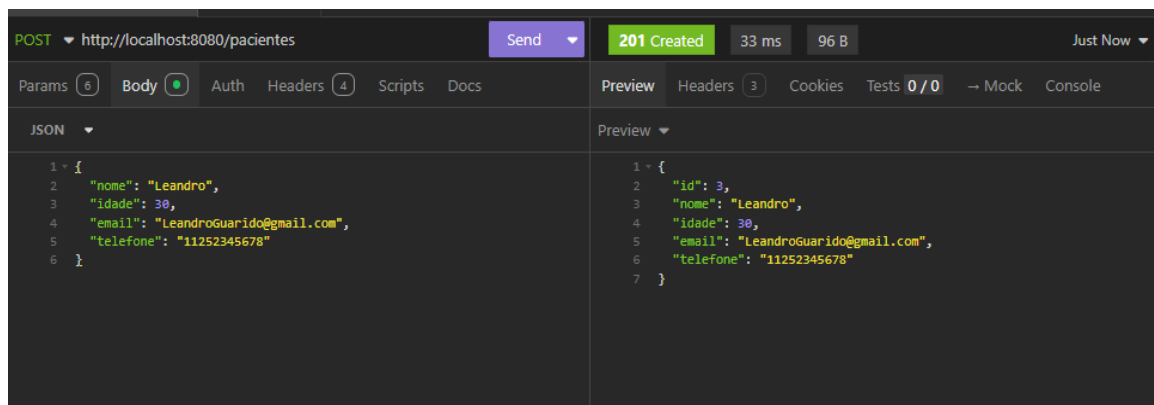 POST http://localhost:8080/pacientes Send
Params 6 Body Auth Headers 4 Scripts Docs
JSON
1 {
2 "nome": "Leandro",
3 "idade": 30,
4 "email": "LeandroGuarido@gmail.com",
5 "telefone": "11252345678"
6 }
201 Created 33 ms 96 B Just Now
Preview Headers 3 Cookies Tests 0 / 0 → Mock Console
Preview
1 {
2 "id": 3,
3 "nome": "Leandro",
4 "idade": 30,
5 "email": "LeandroGuarido@gmail.com",
6 "telefone": "11252345678"
7 }